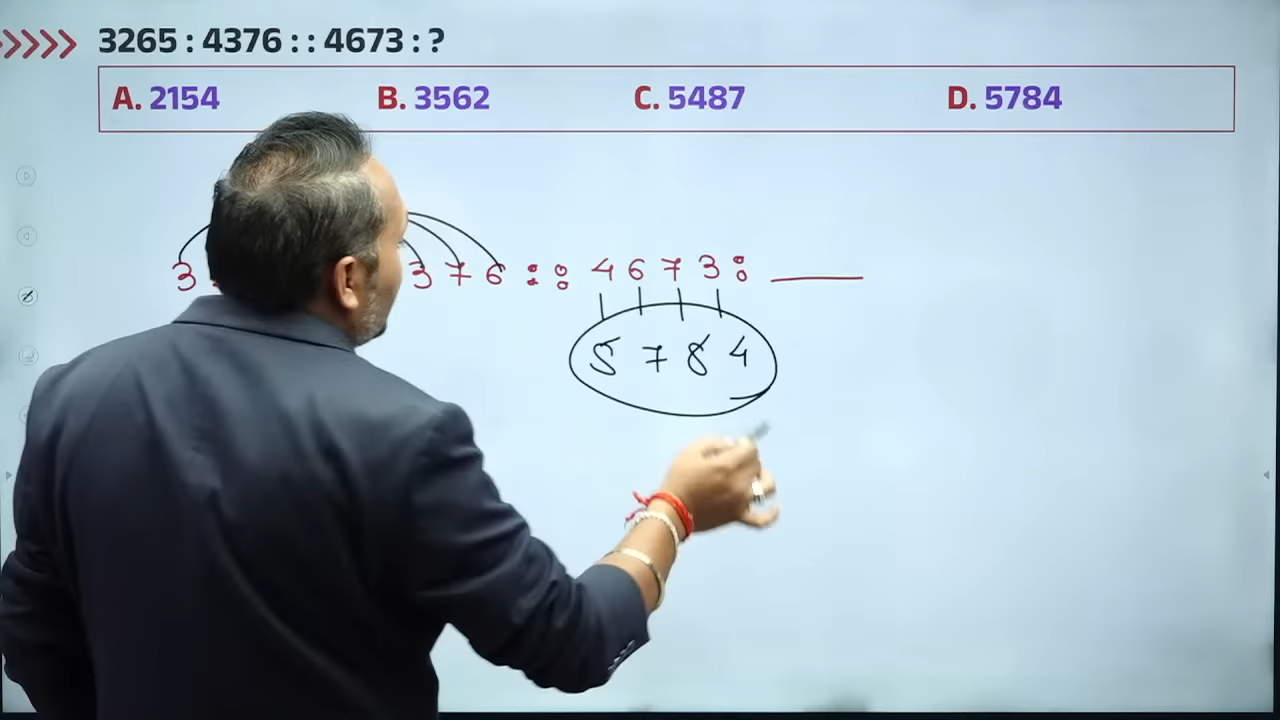 3265 : 4376 : : 4673 : ?
A. 2154 B. 3562 C. 5487 D. 5784
3 376 :: 4673:
5784